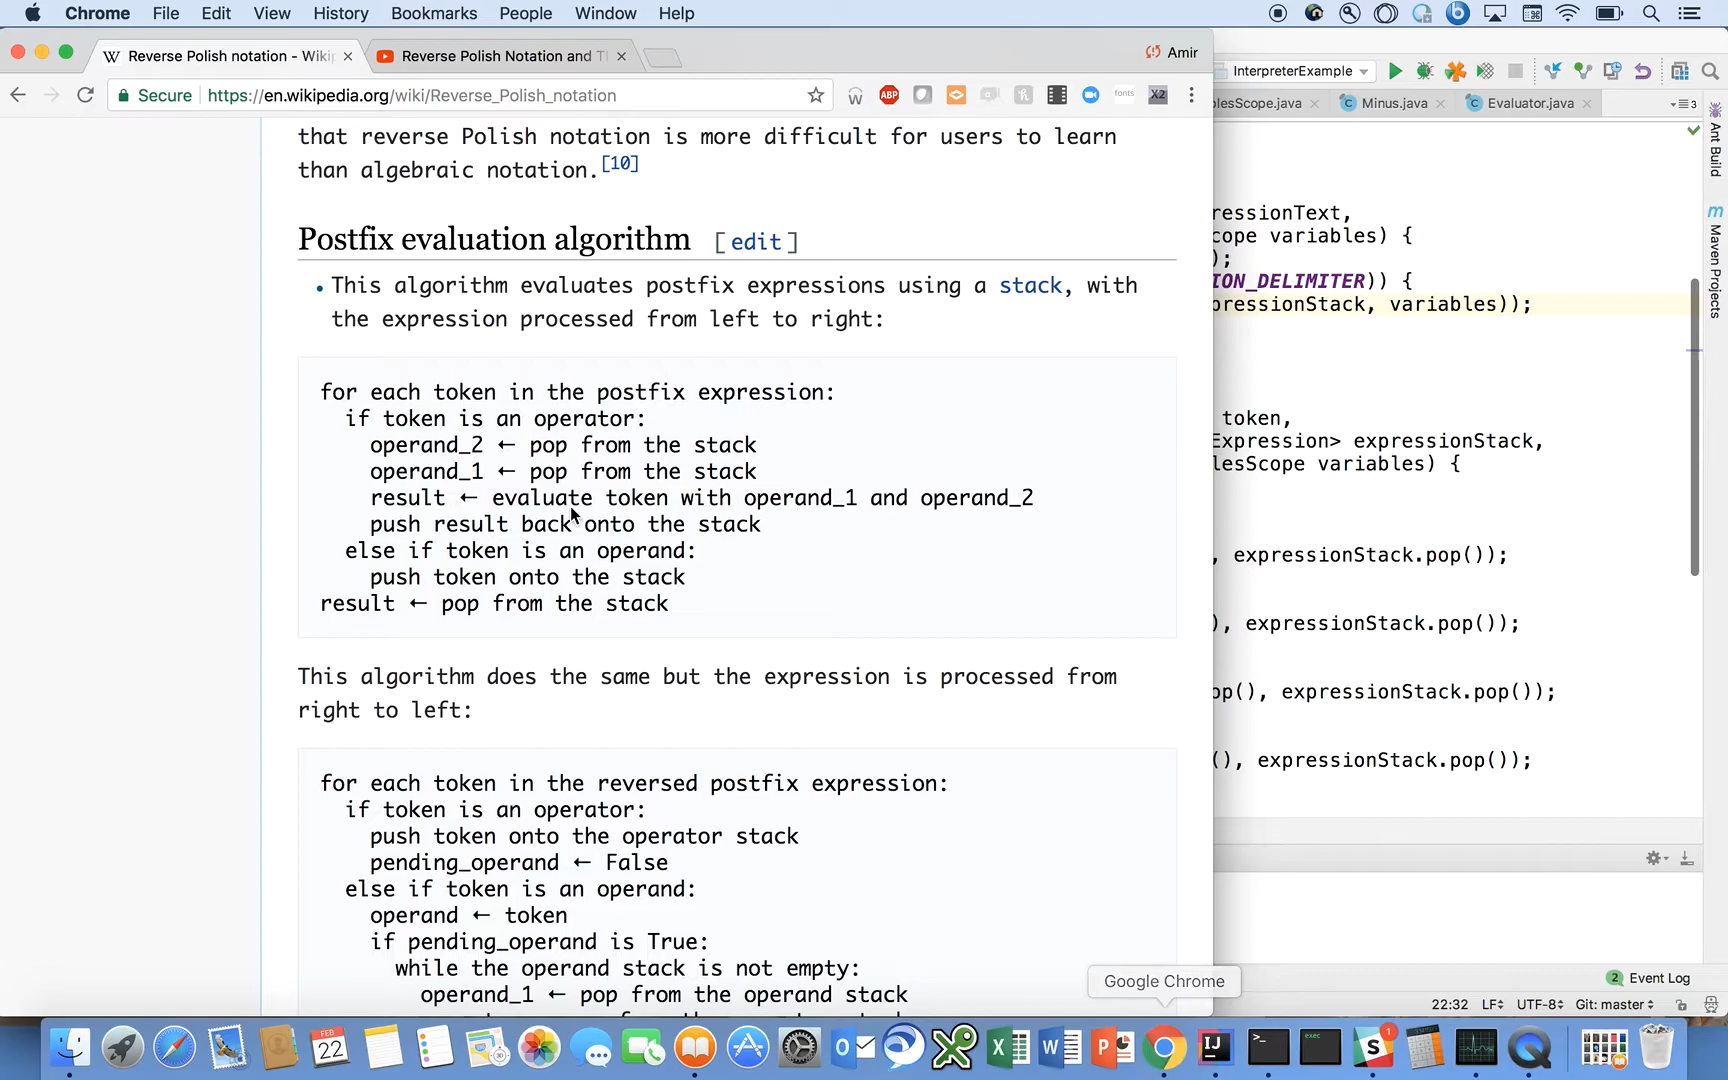 Chrome File Edit View History Bookmarks People Window Help
Reverse Polish notation - Wiki
Reverse Polish Notation and Tl
Amir
Secure https://en.wikipedia.org/wiki/Reverse_Polish_notation
ABP
fonts
X2
InterpreterExample
lesScope.java
Minus.java
Evaluator.java
that reverse Polish notation is more difficult for users to learn
than algebraic notation.[10]
Postfix evaluation algorithm [edit]
• This algorithm evaluates postfix expressions using a stack, with
the expression processed from left to right:
for each token in the postfix expression:
if token is an operator:
operand_2 ← pop from the stack
operand_1 ← pop from the stack
result ← evaluate token with operand_1 and operand_2
push result back onto the stack
else if token is an operand:
push token onto the stack
result ← pop from the stack
This algorithm does the same but the expression is processed from
right to left:
for each token in the reversed postfix expression:
if token is an operator:
push token onto the operator stack
pending_operand ← False
else if token is an operand:
operand ← token
if pending_operand is True:
while the operand stack is not empty:
operand_1 ← pop from the operand stack
ressionText,
cope variables) {
);
ION_DELIMITER)) {
pressionStack, variables));
token,
Expression> expressionStack,
lesScope variables) {
, expressionStack.pop());
), expressionStack.pop());
op(), expressionStack.pop());
(), expressionStack.pop());
Ant Build
Maven Projects
Google Chrome
2 Event Log
22:32 LF UTF-8 Git: master
FEB
22
IJ
exec
1